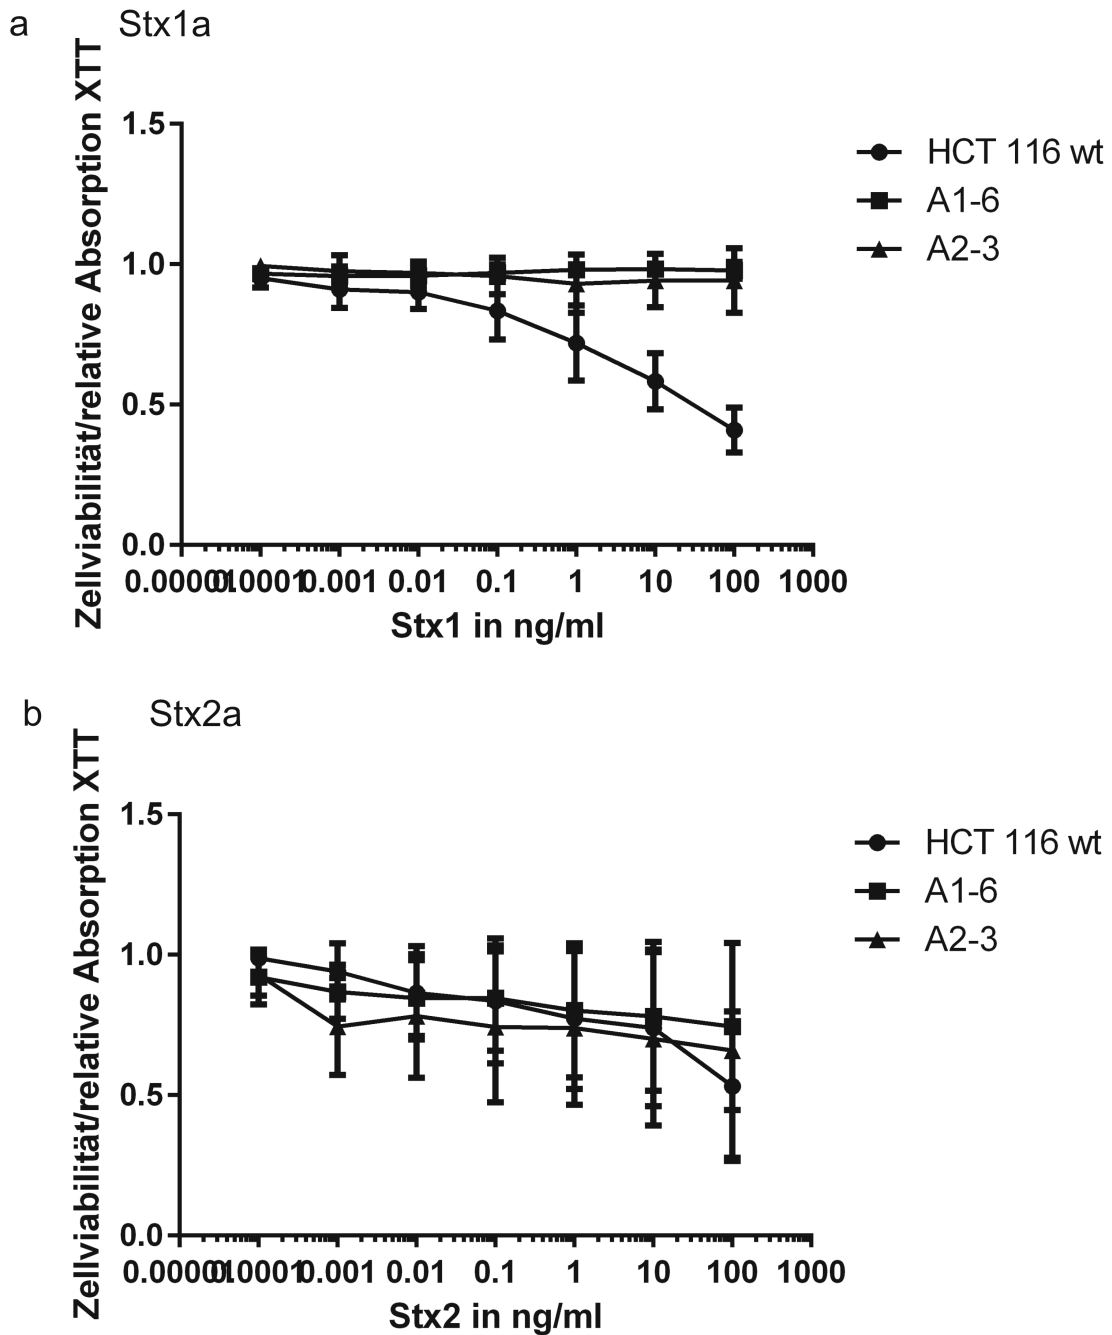 a Stx1a
Zellviabilität/relative Absorption XTT
1.5
1.0
0.5
0.0
0.00001 0.0001 0.001 0.01 0.1 1 10 100 1000
Stx1 in ng/ml
HCT 116 wt
A1-6
A2-3
b Stx2a
Zellviabilität/relative Absorption XTT
1.5
1.0
0.5
0.0
0.00001 0.0001 0.001 0.01 0.1 1 10 100 1000
Stx2 in ng/ml
HCT 116 wt
A1-6
A2-3